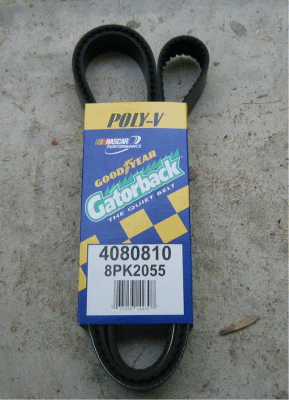 POLY-V
NASCAR
PERFORMANCE
GOODYEAR
Gatorback
THE QUIET BELT
4080810
8PK2055